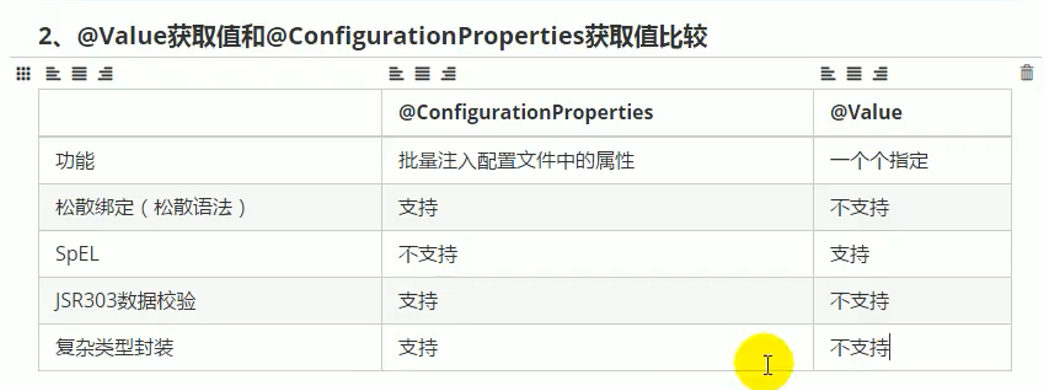 2、@Value获取值和@ConfigurationProperties获取值比较
@ConfigurationProperties @Value
功能 批量注入配置文件中的属性 一个个指定
松散绑定（松散语法） 支持 不支持
SpEL 不支持 支持
JSR303数据校验 支持 不支持
复杂类型封装 支持 不支持